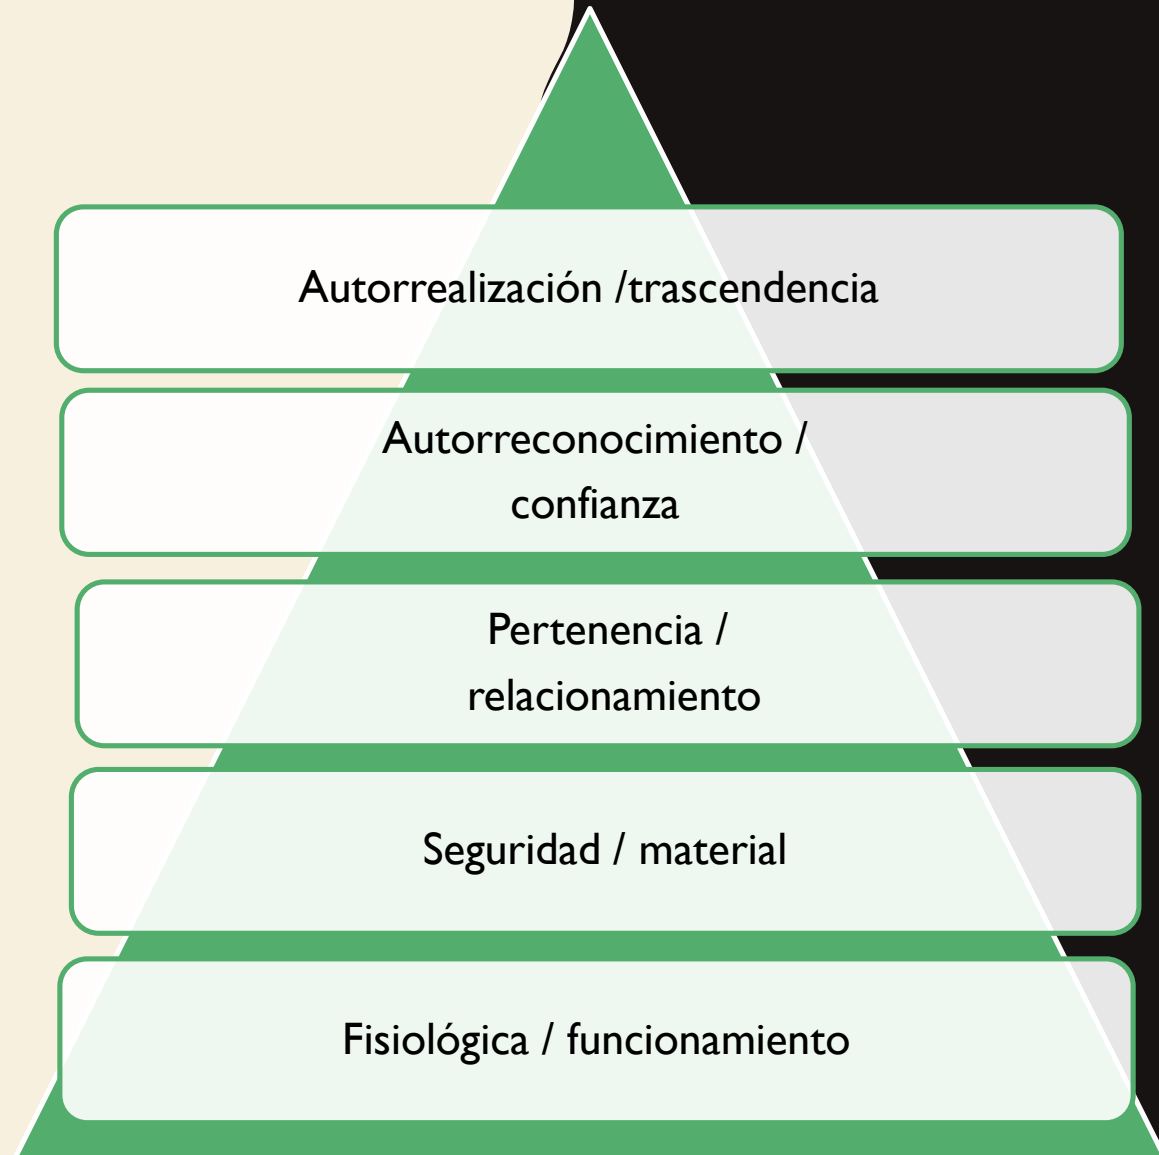 Autorrealización /trascendencia
Autorreconocimiento /
confianza
Pertenencia /
relacionamiento
Seguridad / material
Fisiológica / funcionamiento